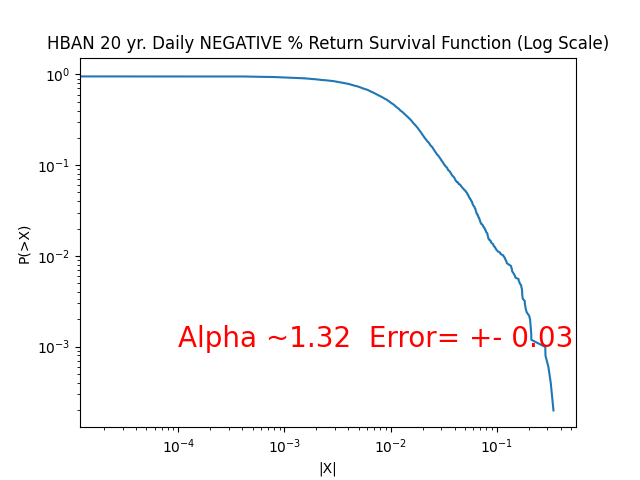 HBAN 20 yr. Daily NEGATIVE % Return Survival Function (Log Scale)
10⁰
10⁻¹
10⁻²
10⁻³
P(>X)
Alpha ~1.32  Error= +- 0.03
10⁻⁴
10⁻³
10⁻²
10⁻¹
|X|